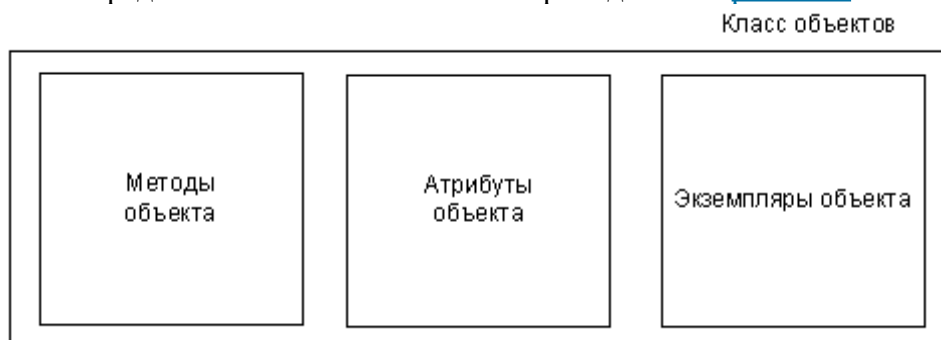 Класс объектов
Методы
объекта
Атрибуты
объекта
Экземпляры объекта